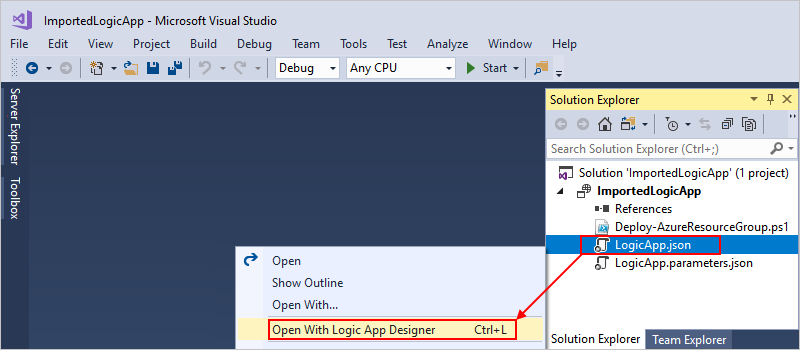 ImportedLogicApp - Microsoft Visual Studio
File Edit View Project Build Debug Team Tools Test Analyze Window Help
Debug Any CPU Start
Server Explorer
Toolbox
Solution Explorer
Search Solution Explorer (Ctrl+;)
Solution 'ImportedLogicApp' (1 project)
ImportedLogicApp
References
Deploy-AzureResourceGroup.ps1
LogicApp.json
LogicApp.parameters.json
Open
Show Outline
Open With...
Open With Logic App Designer Ctrl+L
Solution Explorer Team Explorer